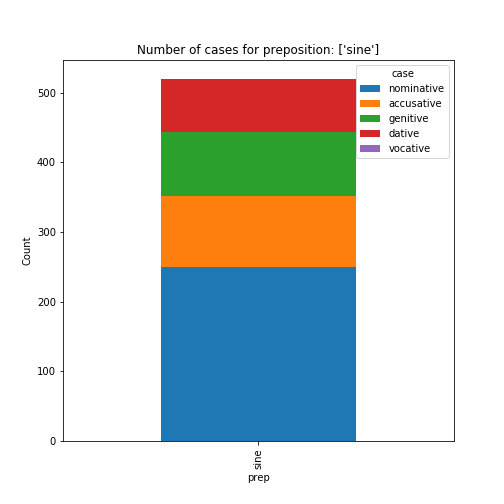 Number of cases for preposition: ['sine']
case
nominative
accusative
genitive
dative
vocative
500
400
300
200
100
0
Count
sine
prep